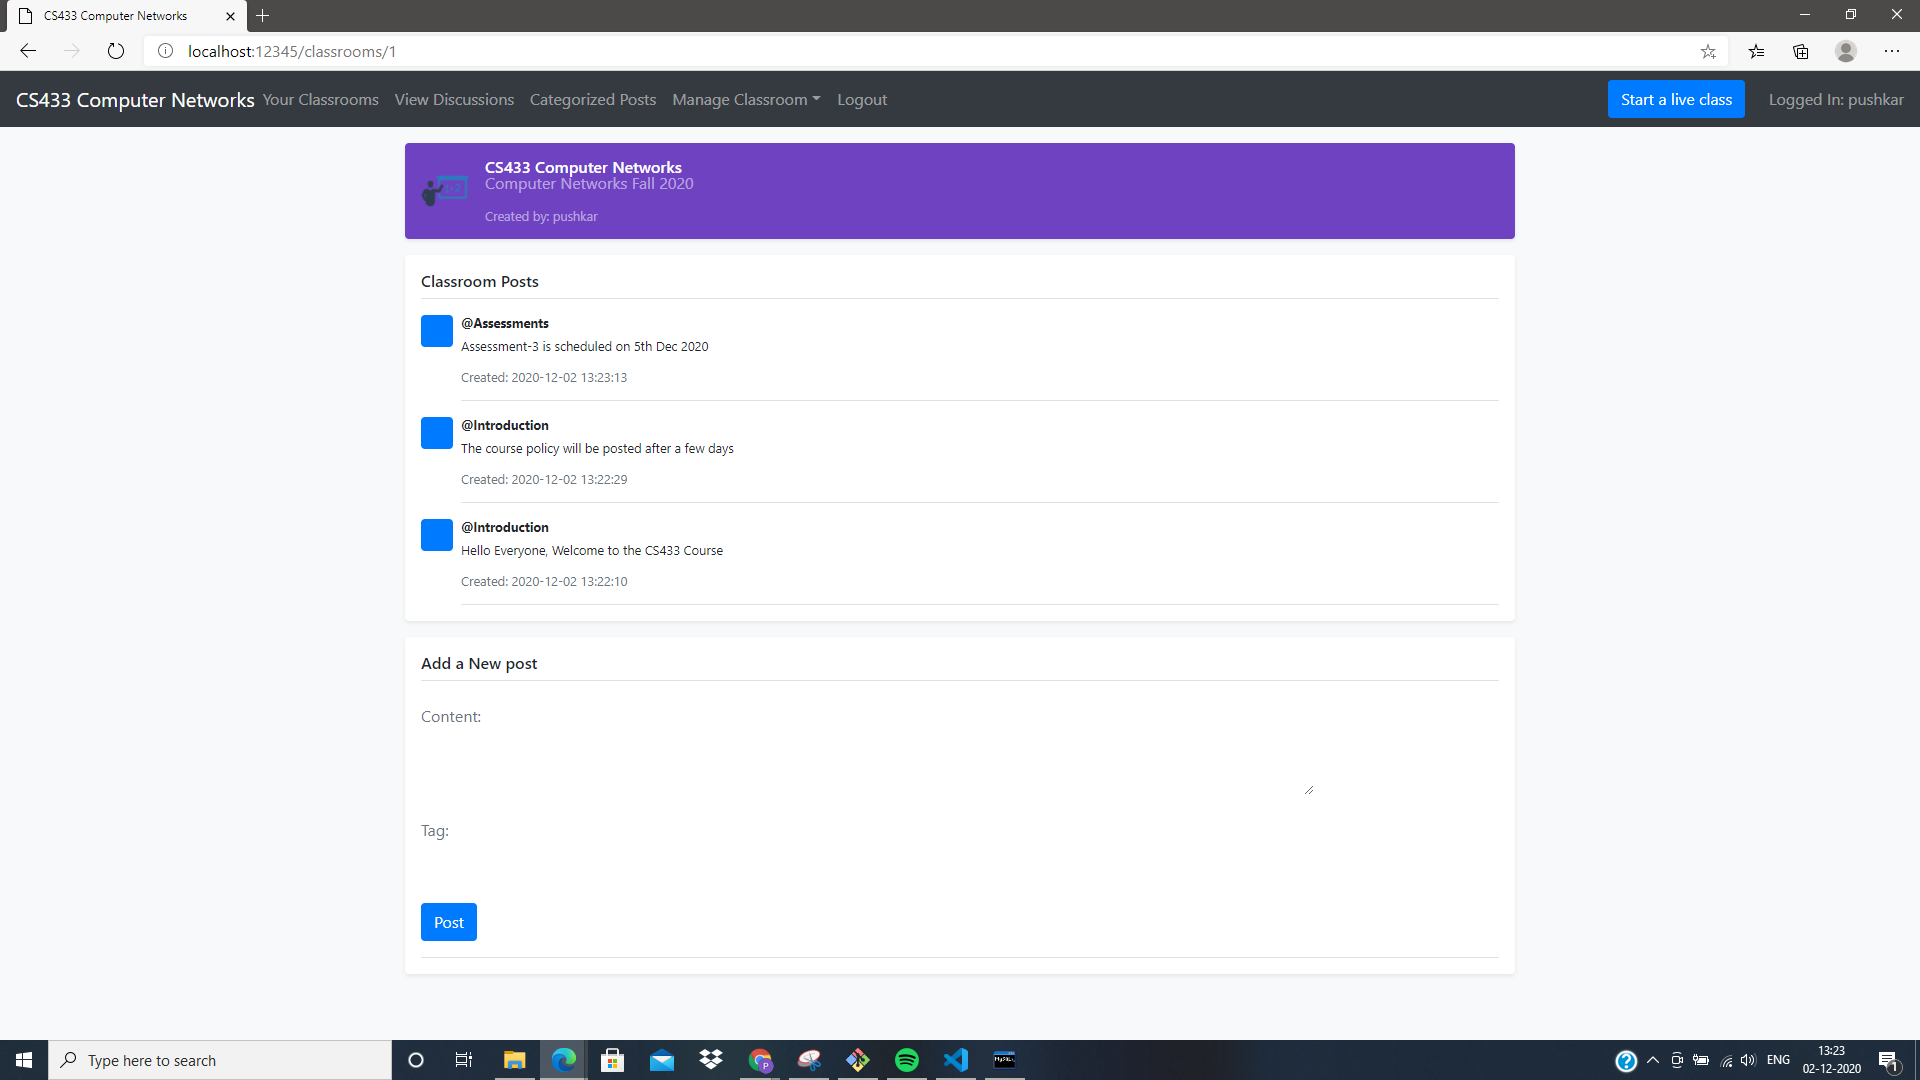 CS433 Computer Networks
localhost:12345/classrooms/1
CS433 Computer Networks Your Classrooms View Discussions Categorized Posts Manage Classroom Logout Start a live class Logged In: pushkar
CS433 Computer Networks
Computer Networks Fall 2020
Created by: pushkar
Classroom Posts
@Assessments
Assessment-3 is scheduled on 5th Dec 2020
Created: 2020-12-02 13:23:13
@Introduction
The course policy will be posted after a few days
Created: 2020-12-02 13:22:29
@Introduction
Hello Everyone, Welcome to the CS433 Course
Created: 2020-12-02 13:22:10
Add a New post
Content:
Tag:
Post
Type here to search
P
MySQL
ENG
13:23
02-12-2020
1